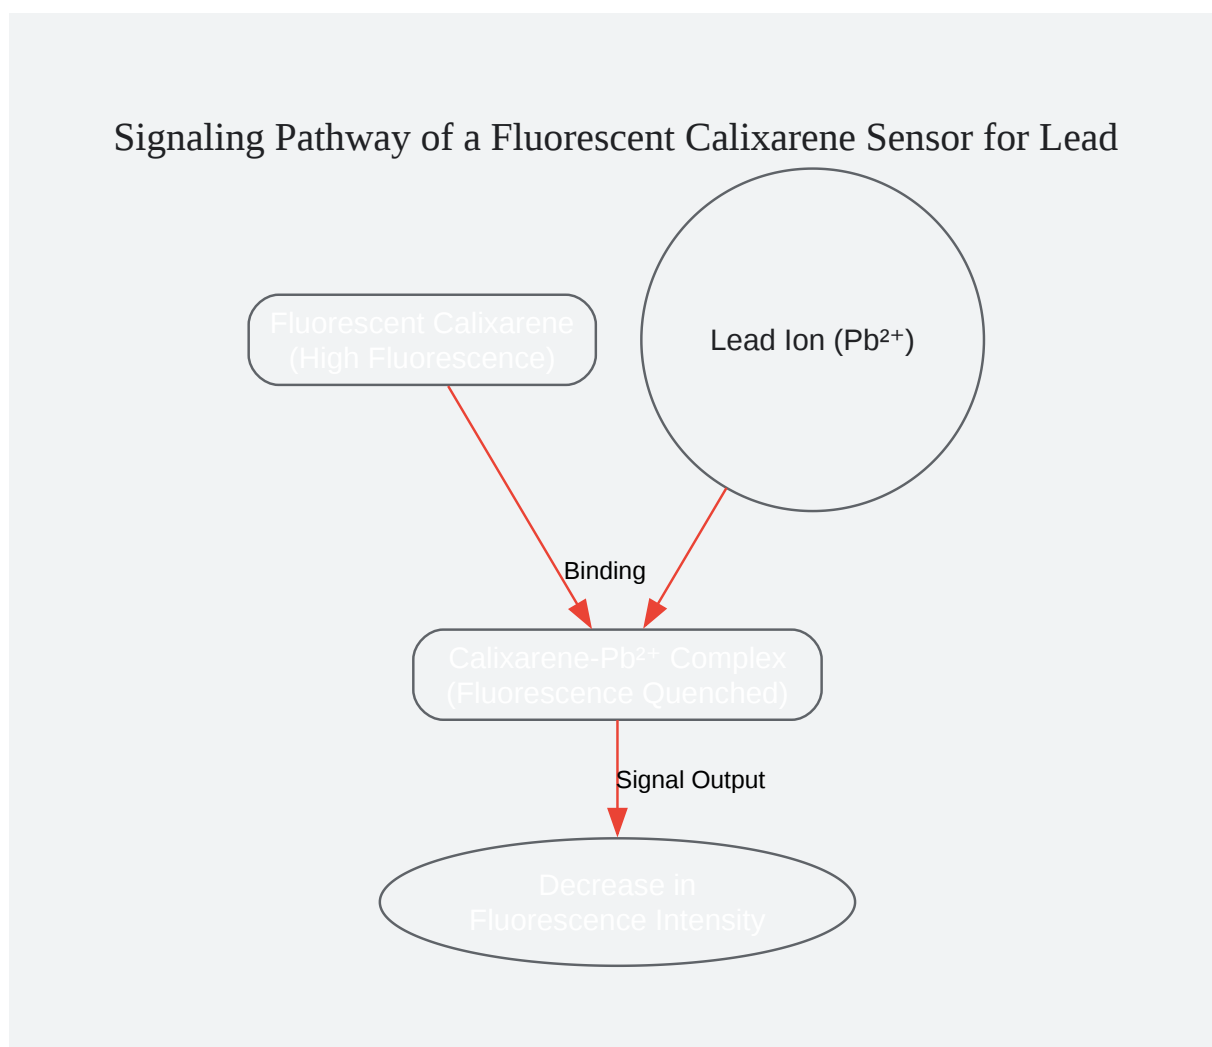 Signaling Pathway of a Fluorescent Calixarene Sensor for Lead
Fluorescent Calixarene
(High Fluorescence)
Lead Ion (Pb²⁺)
Binding
Calixarene-Pb²⁺ Complex
(Fluorescence Quenched)
Signal Output
Decrease in
Fluorescence Intensity